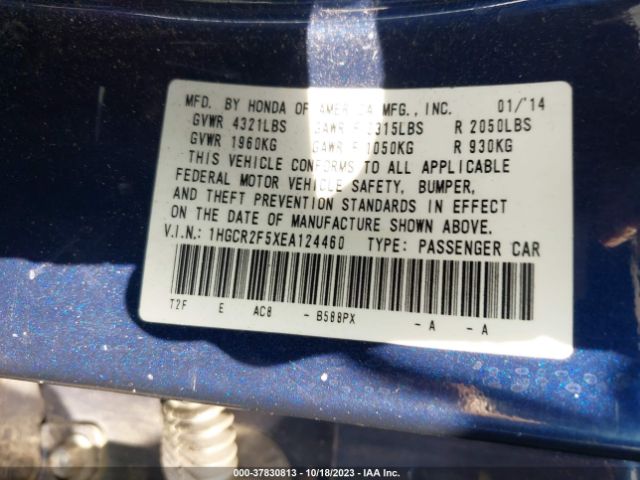 MFD. BY HONDA OF AMERICA MFG., INC. 01/'14
GVWR 4321LBS GAWR F 2315LBS R 2050LBS
GVWR 1960KG GAWR F 1050KG R 930KG
THIS VEHICLE CONFORMS TO ALL APPLICABLE
FEDERAL MOTOR VEHICLE SAFETY, BUMPER,
AND THEFT PREVENTION STANDARDS IN EFFECT
ON THE DATE OF MANUFACTURE SHOWN ABOVE.
V.I.N.: 1HGCR2F5XEA124460 TYPE: PASSENGER CAR
T2F E AC8 - B588PX - A - A
000-37830813 - 10/18/2023 - IAA Inc.